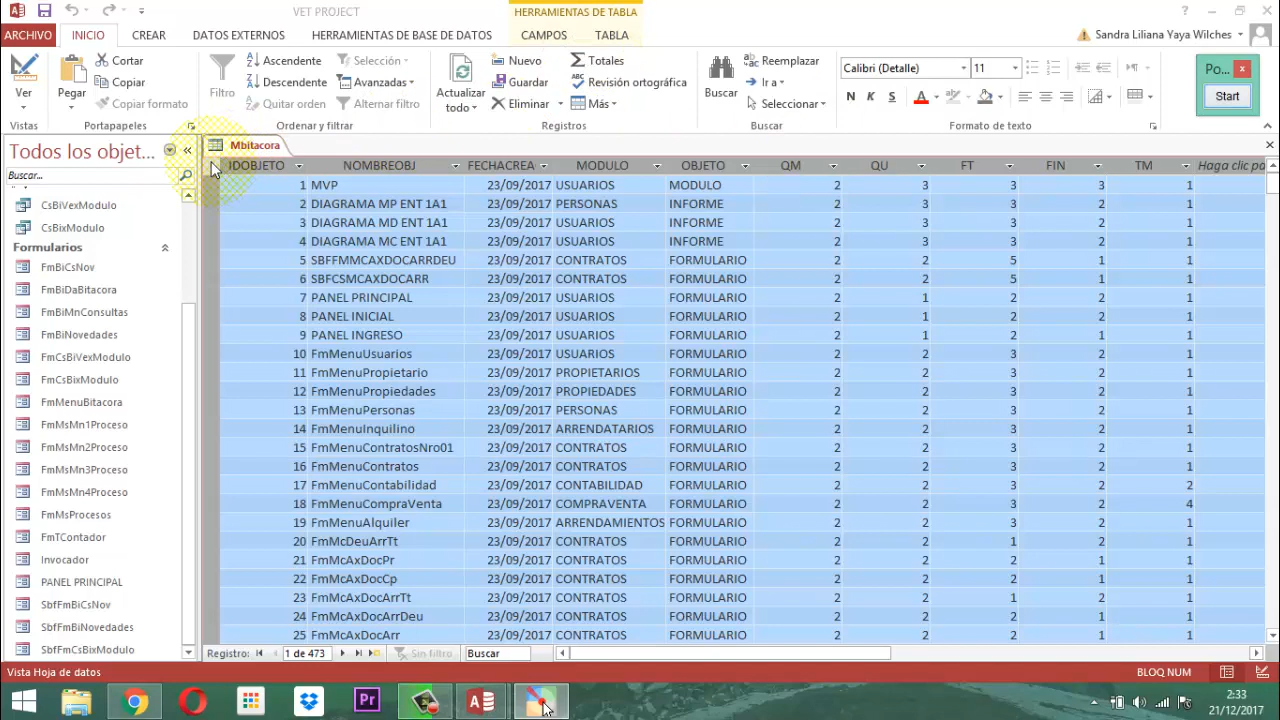 VET PROJECT
HERRAMIENTAS DE TABLA
ARCHIVO INICIO CREAR DATOS EXTERNOS HERRAMIENTAS DE BASE DE DATOS CAMPOS TABLA Sandra Liliana Yaya Wilches
Ver
Vistas
Pegar
Cortar
Copiar
Copiar formato
Portapapeles
Filtro
Ascendente
Descendente
Quitar orden
Selección
Avanzadas
Alternar filtro
Ordenar y filtrar
Actualizar todo
Nuevo
Guardar
Eliminar
Totales
Revisión ortográfica
Más
Registros
Buscar
Reemplazar
Ir a
Seleccionar
Buscar
Calibri (Detalle) 11
N K S A
Formato de texto
Po... x
Start
Todos los objet...
Buscar...
CsBiVexModulo
CsBixModulo
Formularios
FmBiCsNov
FmBiDaBitacora
FmBiMnConsultas
FmBiNovedades
FmCsBiVexModulo
FmCsBixModulo
FmMenuBitacora
FmMsMn1Proceso
FmMsMn2Proceso
FmMsMn3Proceso
FmMsMn4Proceso
FmMsProcesos
FmTContador
Invocador
PANEL PRINCIPAL
SbfFmBiCsNov
SbfFmBiNovedades
SbfFmCsBixModulo
Mbitacora
IDOBJETO NOMBREOBJ FECHACREA MODULO OBJETO QM QU FT FIN TM Haga clic pa
1 MVP 23/09/2017 USUARIOS MODULO 2 3 3 3 1
2 DIAGRAMA MP ENT 1A1 23/09/2017 PERSONAS INFORME 2 3 3 2 1
3 DIAGRAMA MD ENT 1A1 23/09/2017 USUARIOS INFORME 2 3 3 2 1
4 DIAGRAMA MC ENT 1A1 23/09/2017 USUARIOS INFORME 2 3 3 2 1
5 SBFFMMCAXDOCARRDEU 23/09/2017 CONTRATOS FORMULARIO 2 2 5 1 1
6 SBFCSMCAXDOCARR 23/09/2017 CONTRATOS FORMULARIO 2 2 5 1 1
7 PANEL PRINCIPAL 23/09/2017 USUARIOS FORMULARIO 2 1 2 2 1
8 PANEL INICIAL 23/09/2017 USUARIOS FORMULARIO 2 1 2 2 1
9 PANEL INGRESO 23/09/2017 USUARIOS FORMULARIO 2 1 2 2 1
10 FmMenuUsuarios 23/09/2017 USUARIOS FORMULARIO 2 2 3 2 1
11 FmMenuPropietario 23/09/2017 PROPIETARIOS FORMULARIO 2 2 3 2 1
12 FmMenuPropiedades 23/09/2017 PROPIEDADES FORMULARIO 2 2 3 2 1
13 FmMenuPersonas 23/09/2017 PERSONAS FORMULARIO 2 2 3 2 1
14 FmMenuInquilino 23/09/2017 ARRENDATARIOS FORMULARIO 2 2 3 2 1
15 FmMenuContratosNro01 23/09/2017 CONTRATOS FORMULARIO 2 2 3 2 1
16 FmMenuContratos 23/09/2017 CONTRATOS FORMULARIO 2 2 3 2 1
17 FmMenuContabilidad 23/09/2017 CONTABILIDAD FORMULARIO 2 2 3 2 2
18 FmMenuCompraVenta 23/09/2017 COMPRAVENTA FORMULARIO 2 2 3 2 4
19 FmMenuAlquiler 23/09/2017 ARRENDAMIENTOS FORMULARIO 2 2 3 2 1
20 FmMcDeuArrTt 23/09/2017 CONTRATOS FORMULARIO 2 2 1 2 1
21 FmMcAxDocPr 23/09/2017 CONTRATOS FORMULARIO 2 2 2 1 1
22 FmMcAxDocCp 23/09/2017 CONTRATOS FORMULARIO 2 2 2 1 1
23 FmMcAxDocArrTt 23/09/2017 CONTRATOS FORMULARIO 2 2 1 2 1
24 FmMcAxDocArrDeu 23/09/2017 CONTRATOS FORMULARIO 2 2 2 1 1
25 FmMcAxDocArr 23/09/2017 CONTRATOS FORMULARIO 2 2 2 1 1
Registro: 1 de 473 Sin filtro Buscar
Vista Hoja de datos BLOQ NUM
Pr
2:33
21/12/2017